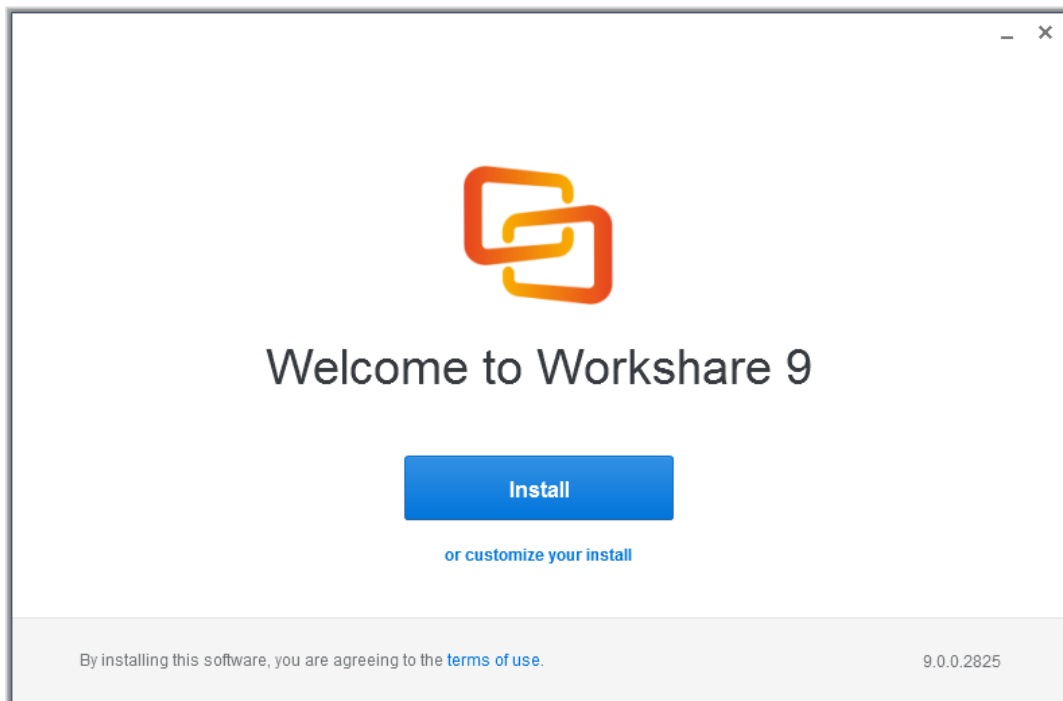 Welcome to Workshare 9
Install
or customize your install
By installing this software, you are agreeing to the terms of use.
9.0.0.2825